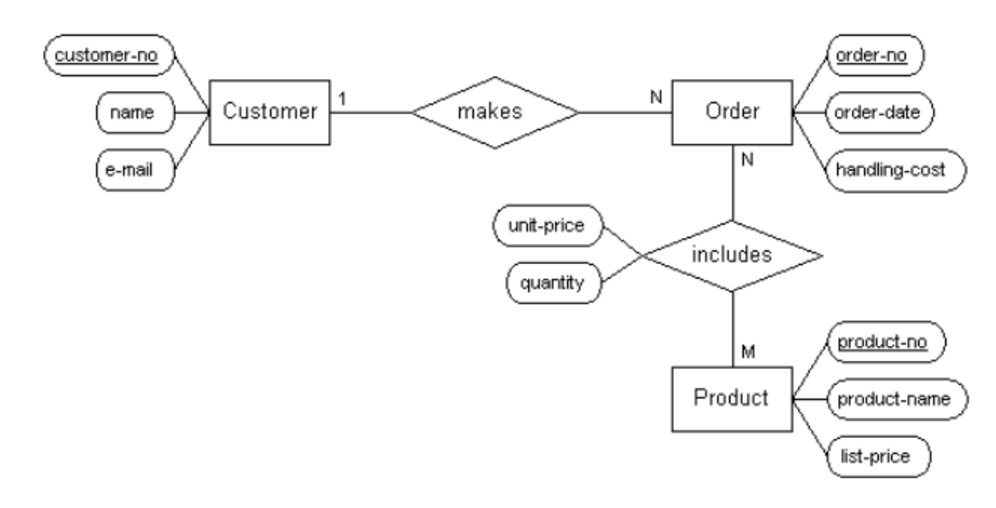 customer-no
name
e-mail
Customer
1
makes
N
Order
order-no
order-date
handling-cost
N
unit-price
quantity
includes
M
Product
product-no
product-name
list-price